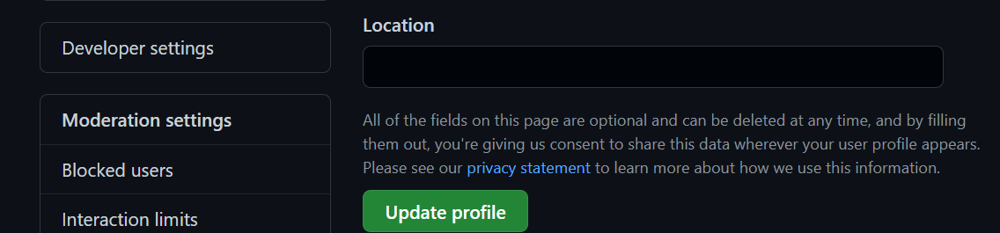 Developer settings
Moderation settings
Blocked users
Interaction limits
Location
All of the fields on this page are optional and can be deleted at any time, and by filling
them out, you're giving us consent to share this data wherever your user profile appears.
Please see our privacy statement to learn more about how we use this information.
Update profile